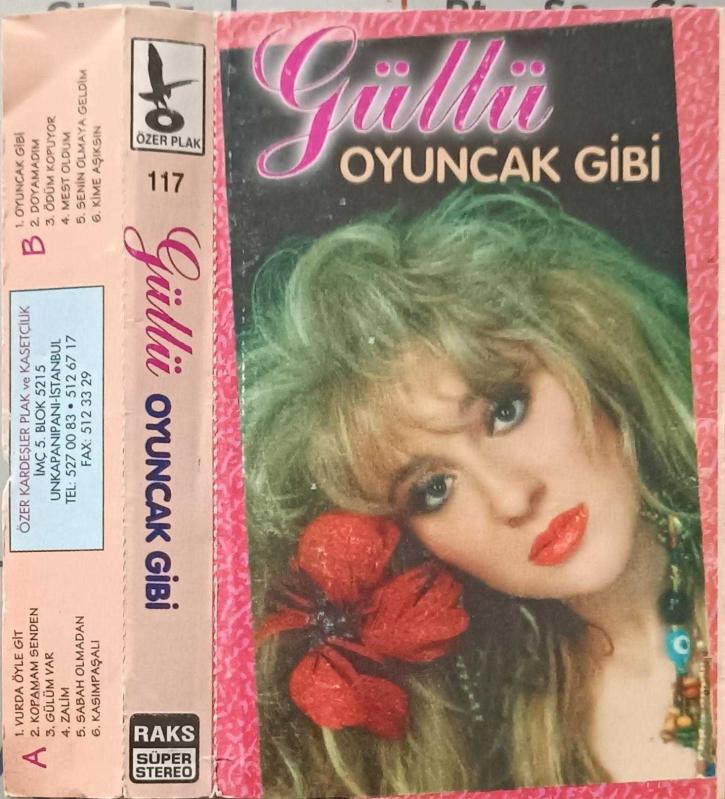 Güllü
OYUNCAK GİBİ
ÖZER PLAK
117
Güllü
OYUNCAK GİBİ
RAKS
SÜPER
STEREO
B
1. OYUNCAK GİBİ
2. DOYAMADIM
3. ÖDÜM KOPUYOR
4. MEST OLDUM
5. SENİN OLMAYA GELDİM
6. KİME AŞIKSIN
ÖZER KARDEŞLER PLAK ve KASETÇİLİK
İMÇ 5. BLOK 5215
UNKAPANIPANI-İSTANBUL
TEL: 527 00 83 • 512 67 17
FAX: 512 33 29
A
1. VURDA ÖYLE GİT
2. KOPAMAM SENDEN
3. GÜLÜM VAR
4. ZALİM
5. SABAH OLMADAN
6. KASIMPAŞALI